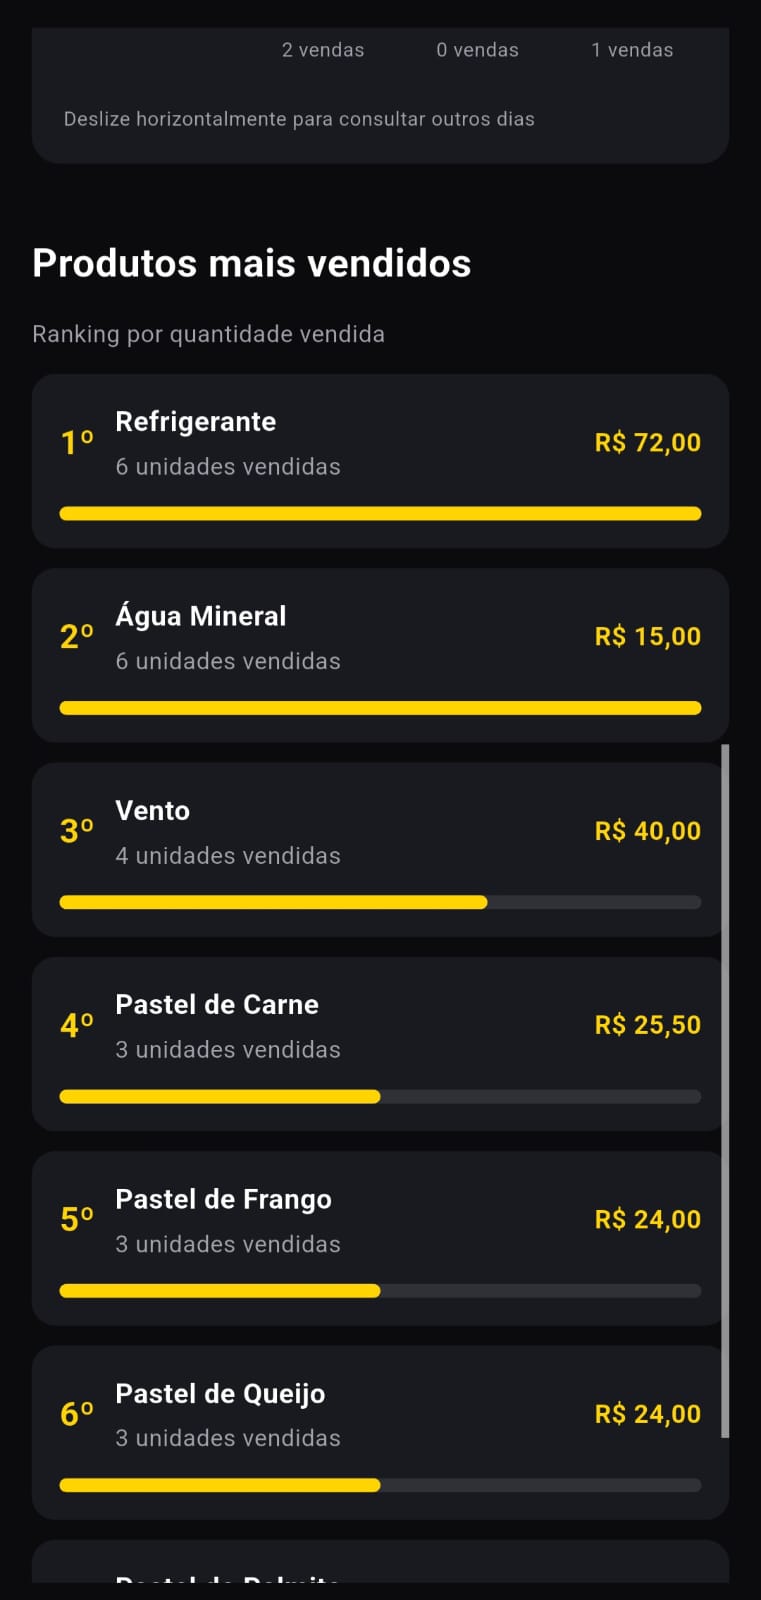 2 vendas 0 vendas 1 vendas
Deslize horizontalmente para consultar outros dias
Produtos mais vendidos
Ranking por quantidade vendida
1º Refrigerante
6 unidades vendidas
R$ 72,00
2º Água Mineral
6 unidades vendidas
R$ 15,00
3º Vento
4 unidades vendidas
R$ 40,00
4º Pastel de Carne
3 unidades vendidas
R$ 25,50
5º Pastel de Frango
3 unidades vendidas
R$ 24,00
6º Pastel de Queijo
3 unidades vendidas
R$ 24,00
Pastel de Palmito